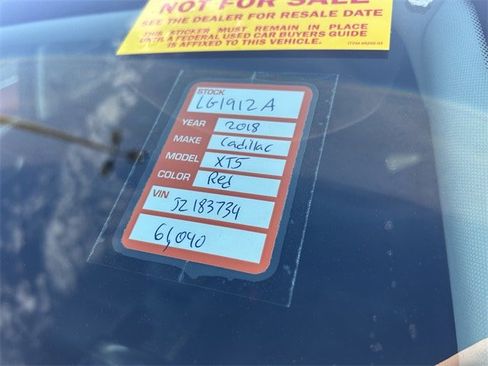 NOT FOR SALE
SEE THE DEALER FOR RESALE DATE
THIS STICKER MUST REMAIN IN PLACE
UNTIL A FEDERAL USED CAR BUYERS GUIDE
IS AFFIXED TO THIS VEHICLE.
STOCK
LG1912A
YEAR 2018
MAKE Cadillac
MODEL XT5
COLOR Red
VIN JZ183734
61,040